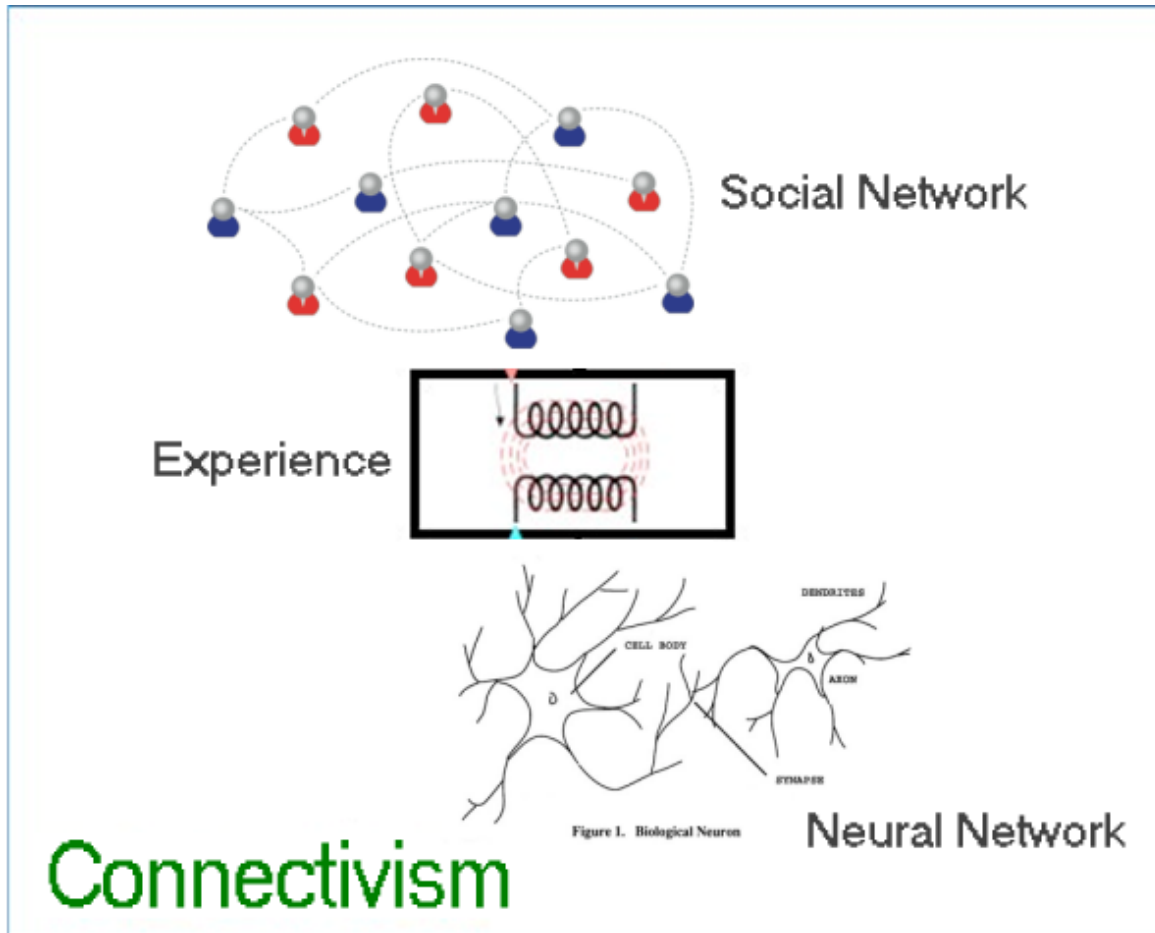 Social Network
Experience
DENDRITES
CELL BODY
AXON
SYNAPSE
Figure 1. Biological Neuron
Neural Network
Connectivism